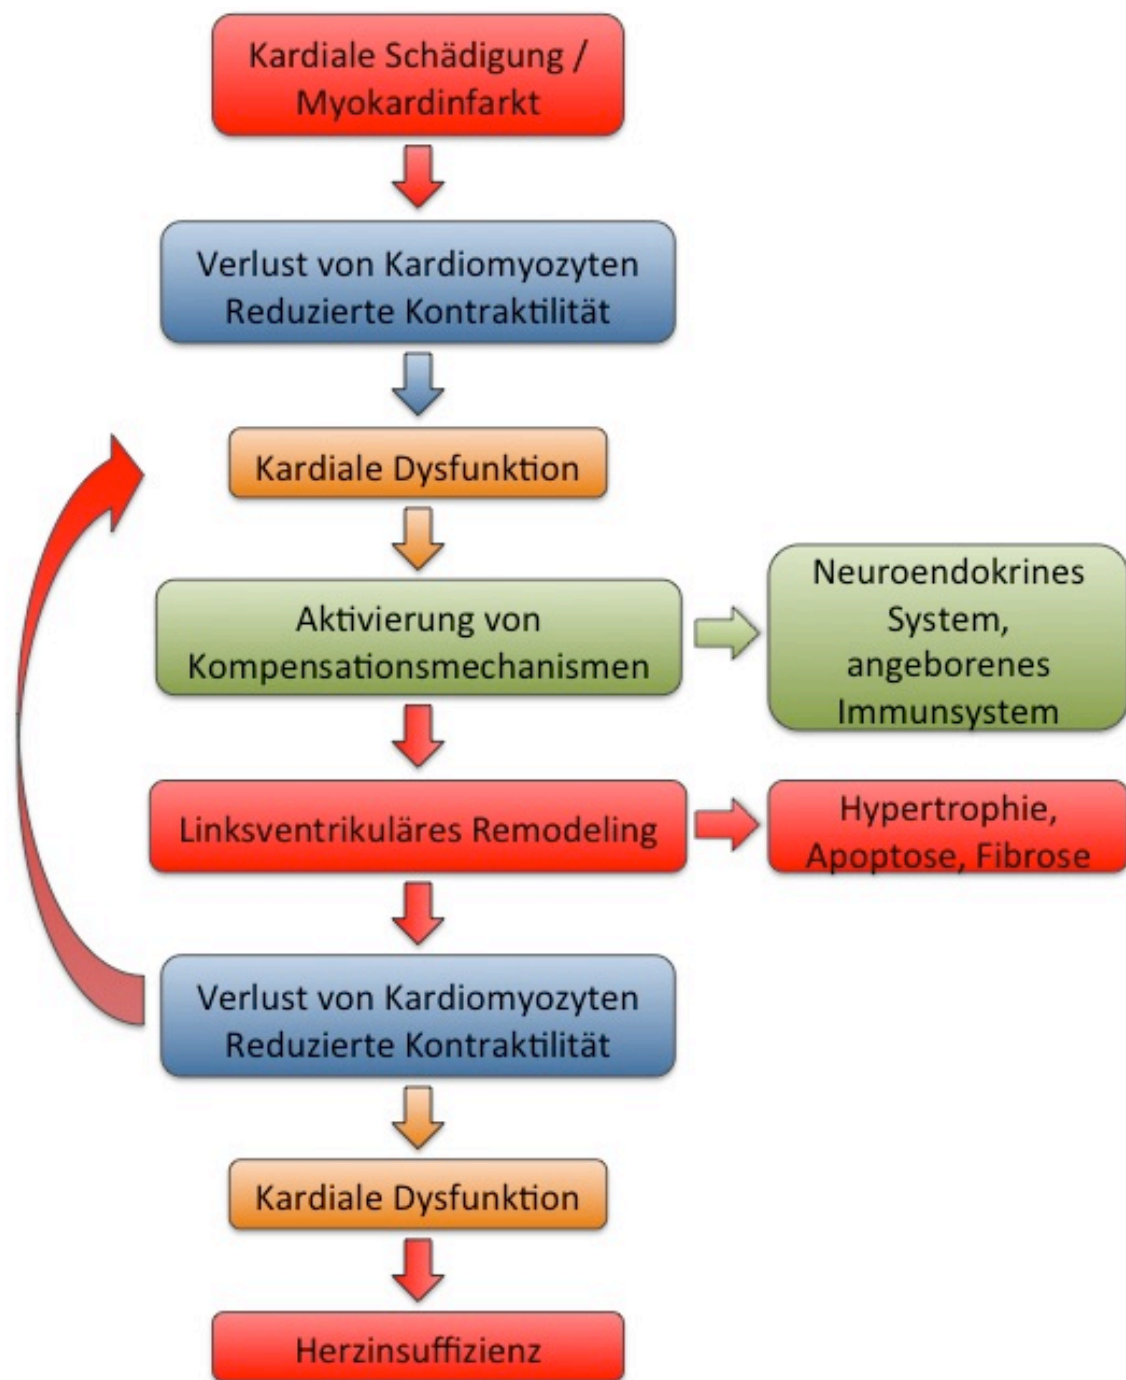 Kardiale Schädigung /
Myokardinfarkt
Verlust von Kardiomyozyten
Reduzierte Kontraktilität
Kardiale Dysfunktion
Aktivierung von
Kompensationsmechanismen
Neuroendokrines
System,
angeborenes
Immunsystem
Linksventrikuläres Remodeling
Hypertrophie,
Apoptose, Fibrose
Verlust von Kardiomyozyten
Reduzierte Kontraktilität
Kardiale Dysfunktion
Herzinsuffizienz